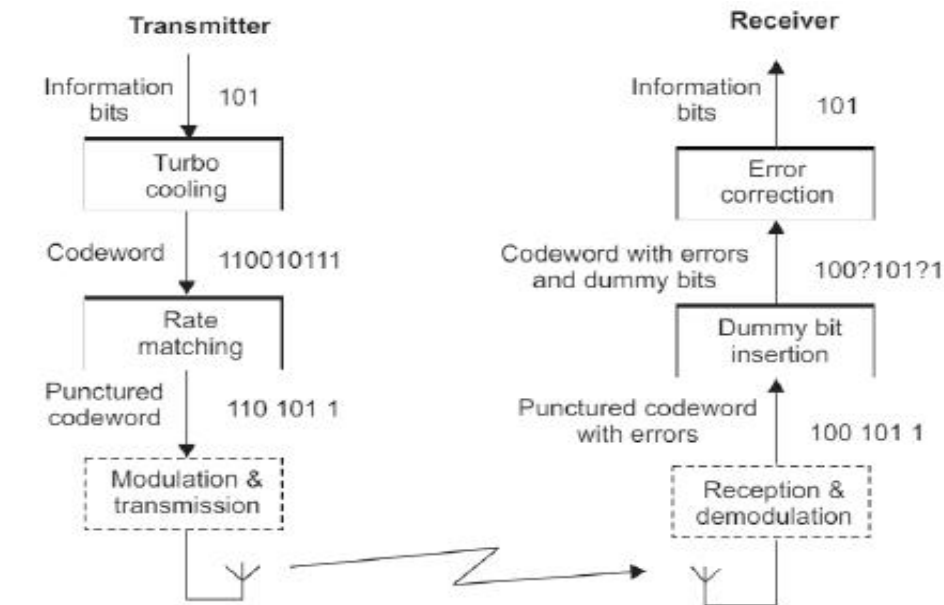 Transmitter
Information
bits
101
Turbo
cooling
Codeword
110010111
Rate
matching
Punctured
codeword
110 101 1
Modulation &
transmission
Receiver
Information
bits
101
Error
correction
Codeword with errors
and dummy bits
100?101?1
Dummy bit
insertion
Punctured codeword
with errors
100 101 1
Reception &
demodulation